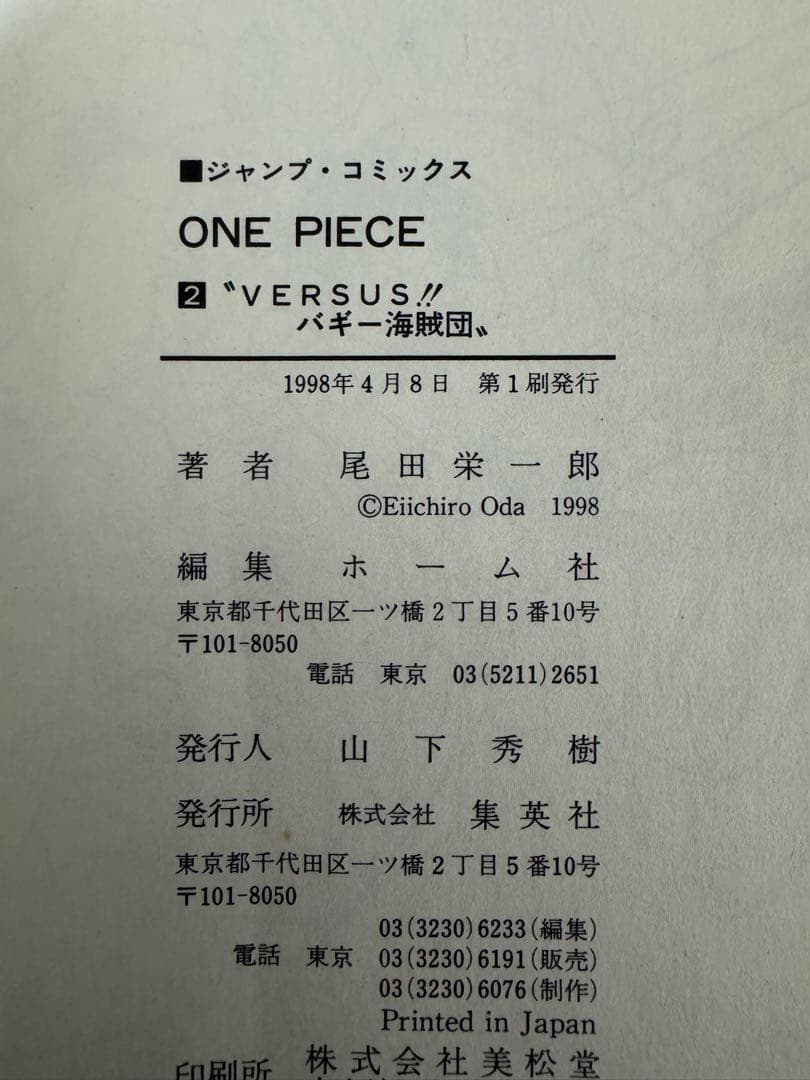 ■ジャンプ・コミックス
ONE PIECE
2 〝VERSUS!!
バギー海賊団〟
1998年4月8日 第1刷発行
著者 尾田栄一郎
©Eiichiro Oda 1998
編集 ホーム社
東京都千代田区一ツ橋2丁目5番10号
〒101-8050
電話 東京 03(5211)2651
発行人 山下秀樹
発行所 株式会社 集英社
東京都千代田区一ツ橋2丁目5番10号
〒101-8050
03(3230)6233(編集)
電話 東京 03(3230)6191(販売)
03(3230)6076(制作)
Printed in Japan
印刷所 株式会社美松堂